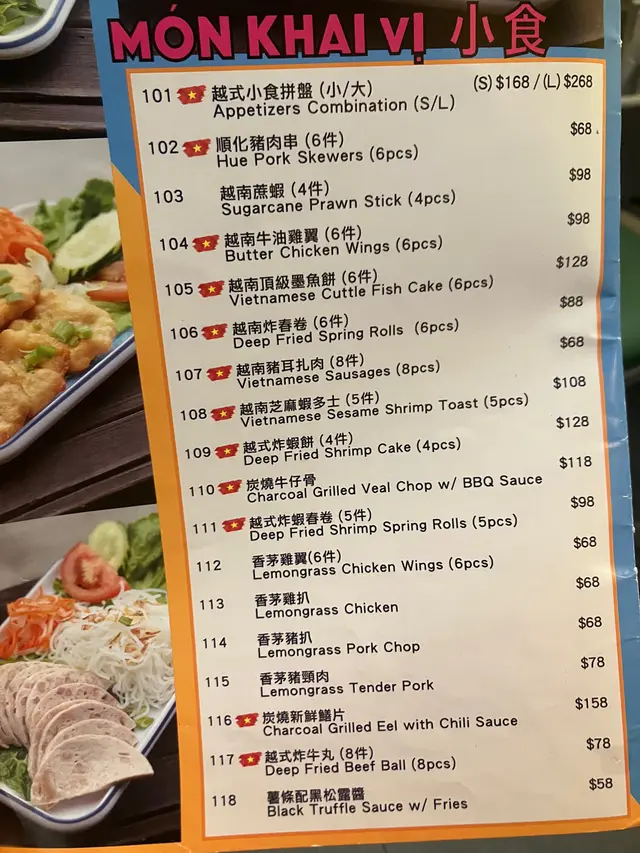 MÓN KHAI VỊ 小食
101 越式小食拼盤 (小/大) (S) $168 / (L) $268
Appetizers Combination (S/L)
102 順化豬肉串 (6件) $68
Hue Pork Skewers (6pcs)
103 越南蔗蝦 (4件) $98
Sugarcane Prawn Stick (4pcs)
104 越南牛油雞翼 (6件) $98
Butter Chicken Wings (6pcs)
105 越南頂級墨魚餅 (6件) $128
Vietnamese Cuttle Fish Cake (6pcs)
106 越南炸春卷 (6件) $88
Deep Fried Spring Rolls (6pcs)
107 越南豬耳扎肉 (8件) $68
Vietnamese Sausages (8pcs)
108 越南芝麻蝦多士 (5件) $108
Vietnamese Sesame Shrimp Toast (5pcs)
109 越式炸蝦餅 (4件) $128
Deep Fried Shrimp Cake (4pcs)
110 炭燒牛仔骨 $118
Charcoal Grilled Veal Chop w/ BBQ Sauce
111 越式炸蝦春卷 (5件) $98
Deep Fried Shrimp Spring Rolls (5pcs)
112 香茅雞翼(6件) $68
Lemongrass Chicken Wings (6pcs)
113 香茅雞扒 $68
Lemongrass Chicken
114 香茅豬扒 $68
Lemongrass Pork Chop
115 香茅豬頸肉 $78
Lemongrass Tender Pork
116 炭燒新鮮鱔片 $158
Charcoal Grilled Eel with Chili Sauce
117 越式炸牛丸 (8件) $78
Deep Fried Beef Ball (8pcs)
118 薯條配黑松露醬 $58
Black Truffle Sauce w/ Fries